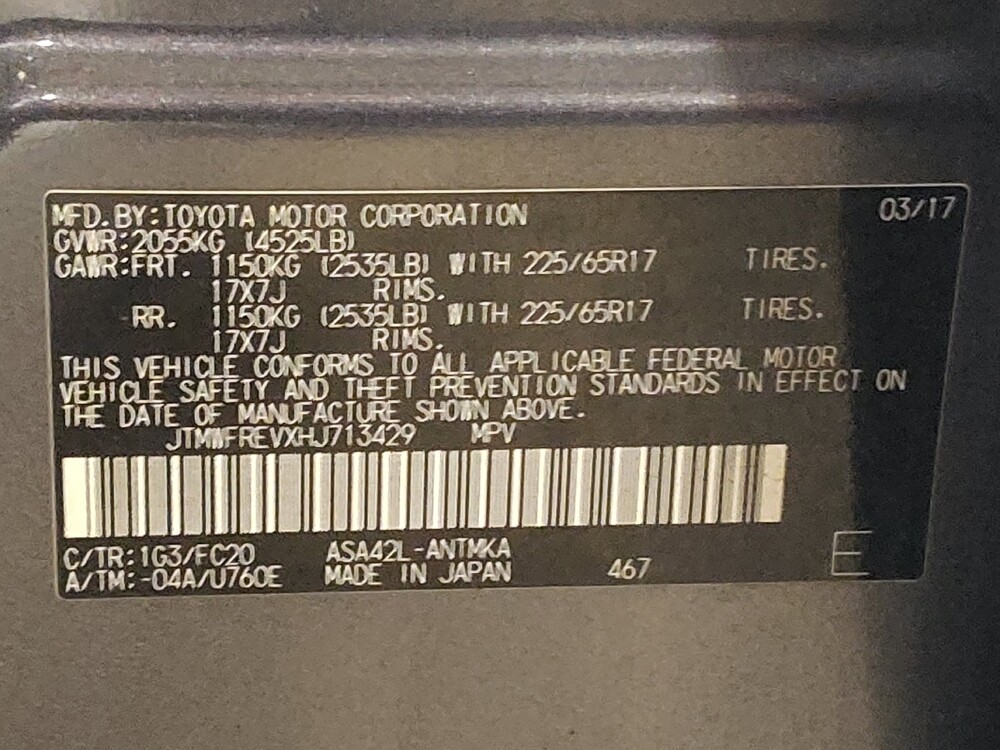 MFD. BY: TOYOTA MOTOR CORPORATION 03/17
GVWR: 2055KG (4525LB)
GAWR: FRT. 1150KG (2535LB) WITH 225/65R17 TIRES.
17X7J RIMS.
RR. 1150KG (2535LB) WITH 225/65R17 TIRES.
17X7J RIMS.
THIS VEHICLE CONFORMS TO ALL APPLICABLE FEDERAL MOTOR
VEHICLE SAFETY AND THEFT PREVENTION STANDARDS IN EFFECT ON
THE DATE OF MANUFACTURE SHOWN ABOVE.
JTMWFREVXHJ713429 MPV
C/TR: 1G3/FC20 ASA42L-ANTMKA
A/TM: -04A/U760E MADE IN JAPAN 467 E